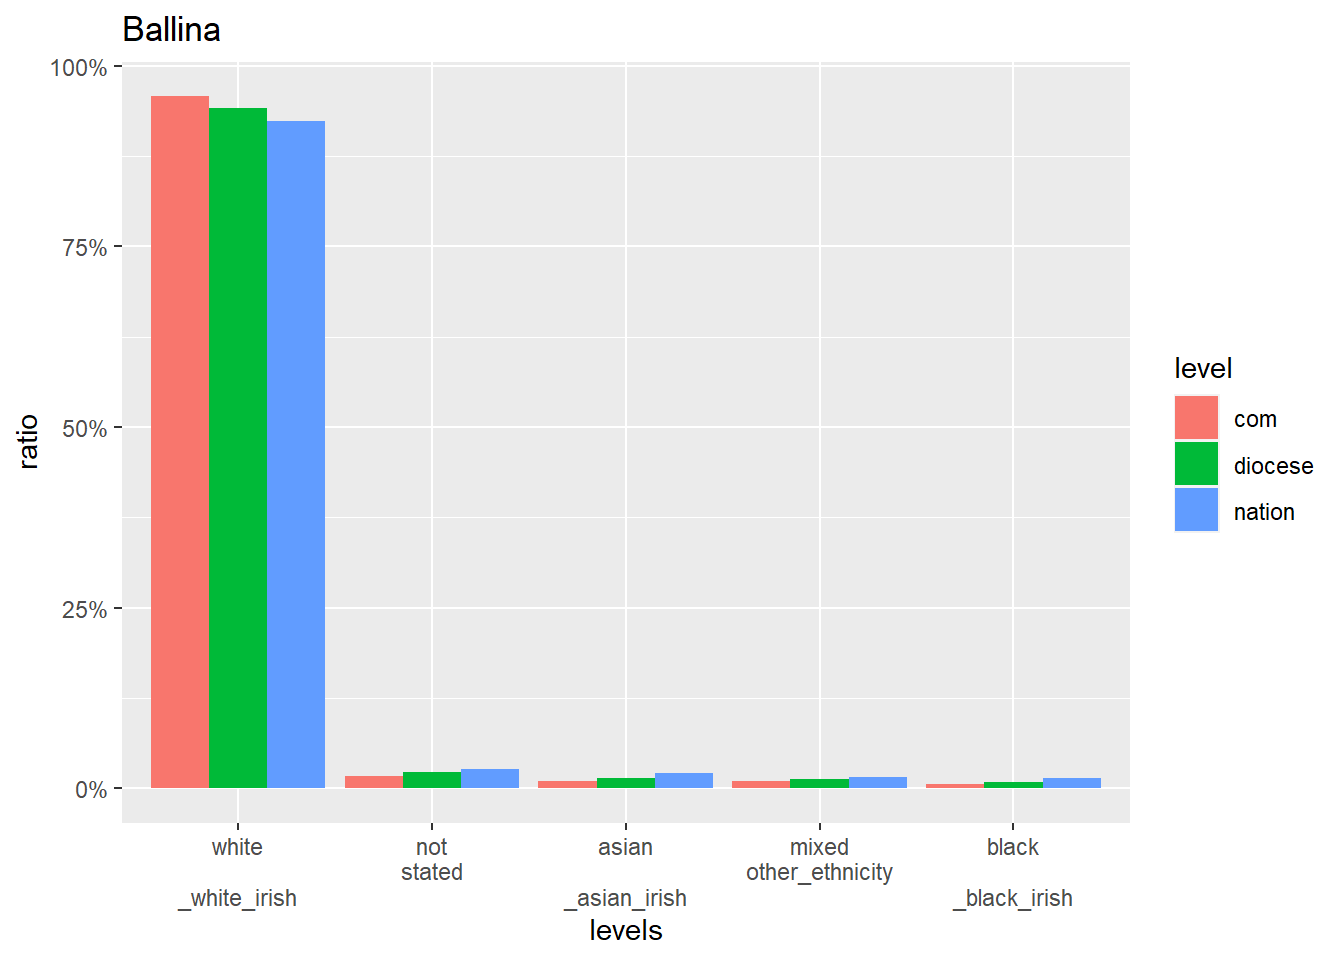 Ballina
100%
75%
50%
25%
0%
ratio
white
_white_irish
not
stated
asian
_asian_irish
mixed
other_ethnicity
black
_black_irish
levels
level
com
diocese
nation